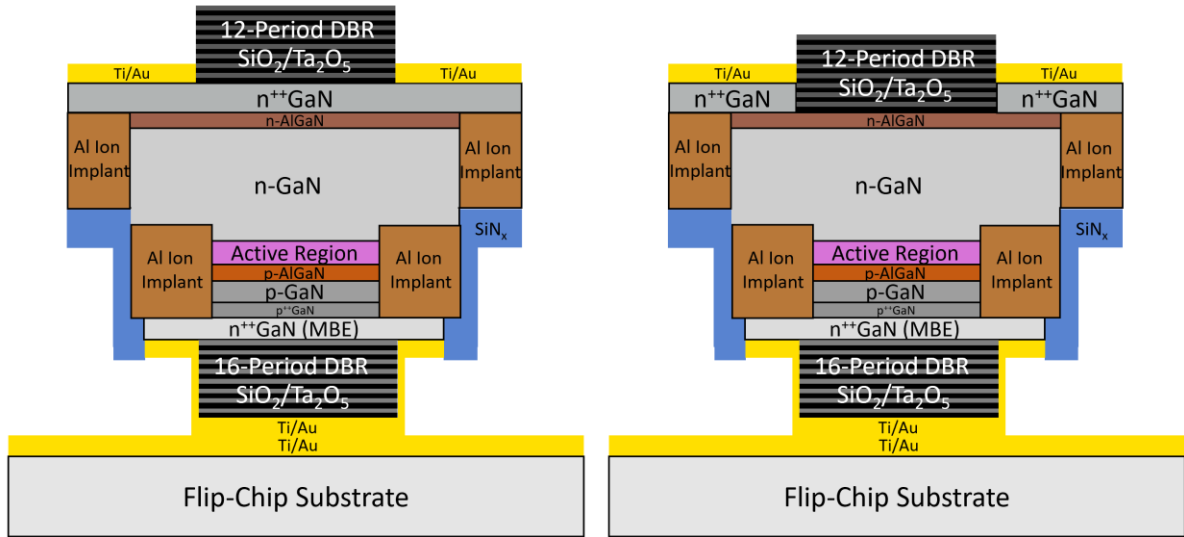 12-Period DBR
SiO₂/Ta₂O₅
Ti/Au
Ti/Au
n⁺⁺GaN
n-AlGaN
Al Ion
Implant
Al Ion
Implant
n-GaN
SiNₓ
Active Region
Al Ion
Implant
Al Ion
Implant
p-AlGaN
p-GaN
p⁺⁺GaN
n⁺⁺GaN (MBE)
16-Period DBR
SiO₂/Ta₂O₅
Ti/Au
Ti/Au
Flip-Chip Substrate
12-Period DBR
SiO₂/Ta₂O₅
Ti/Au
Ti/Au
n⁺⁺GaN
n⁺⁺GaN
n-AlGaN
Al Ion
Implant
Al Ion
Implant
n-GaN
SiNₓ
Active Region
Al Ion
Implant
Al Ion
Implant
p-AlGaN
p-GaN
p⁺⁺GaN
n⁺⁺GaN (MBE)
16-Period DBR
SiO₂/Ta₂O₅
Ti/Au
Ti/Au
Flip-Chip Substrate